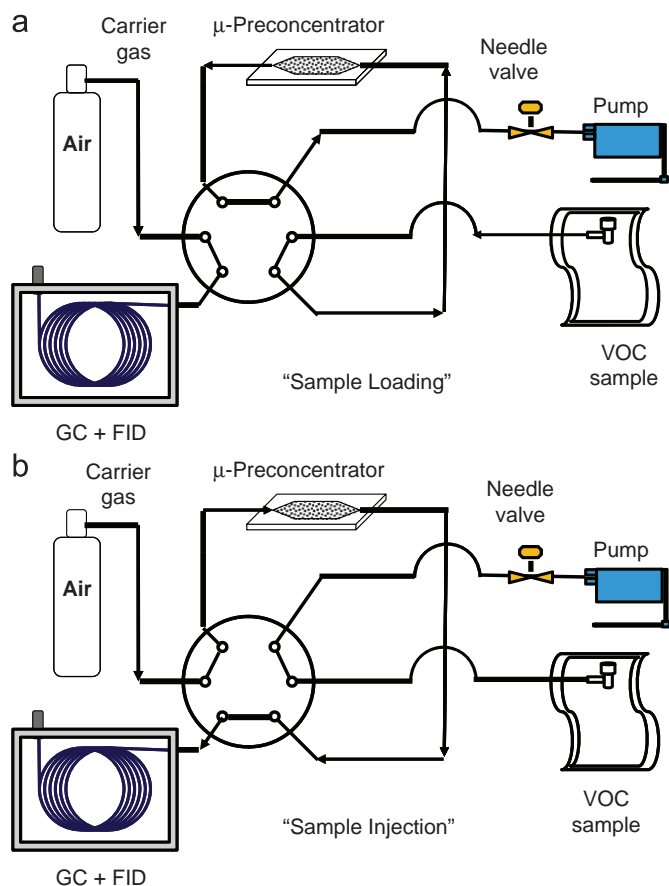 a
Carrier
gas
μ-Preconcentrator
Needle
valve
Pump
Air
VOC
sample
“Sample Loading”
GC + FID
b
Carrier
gas
μ-Preconcentrator
Needle
valve
Pump
Air
VOC
sample
“Sample Injection”
GC + FID